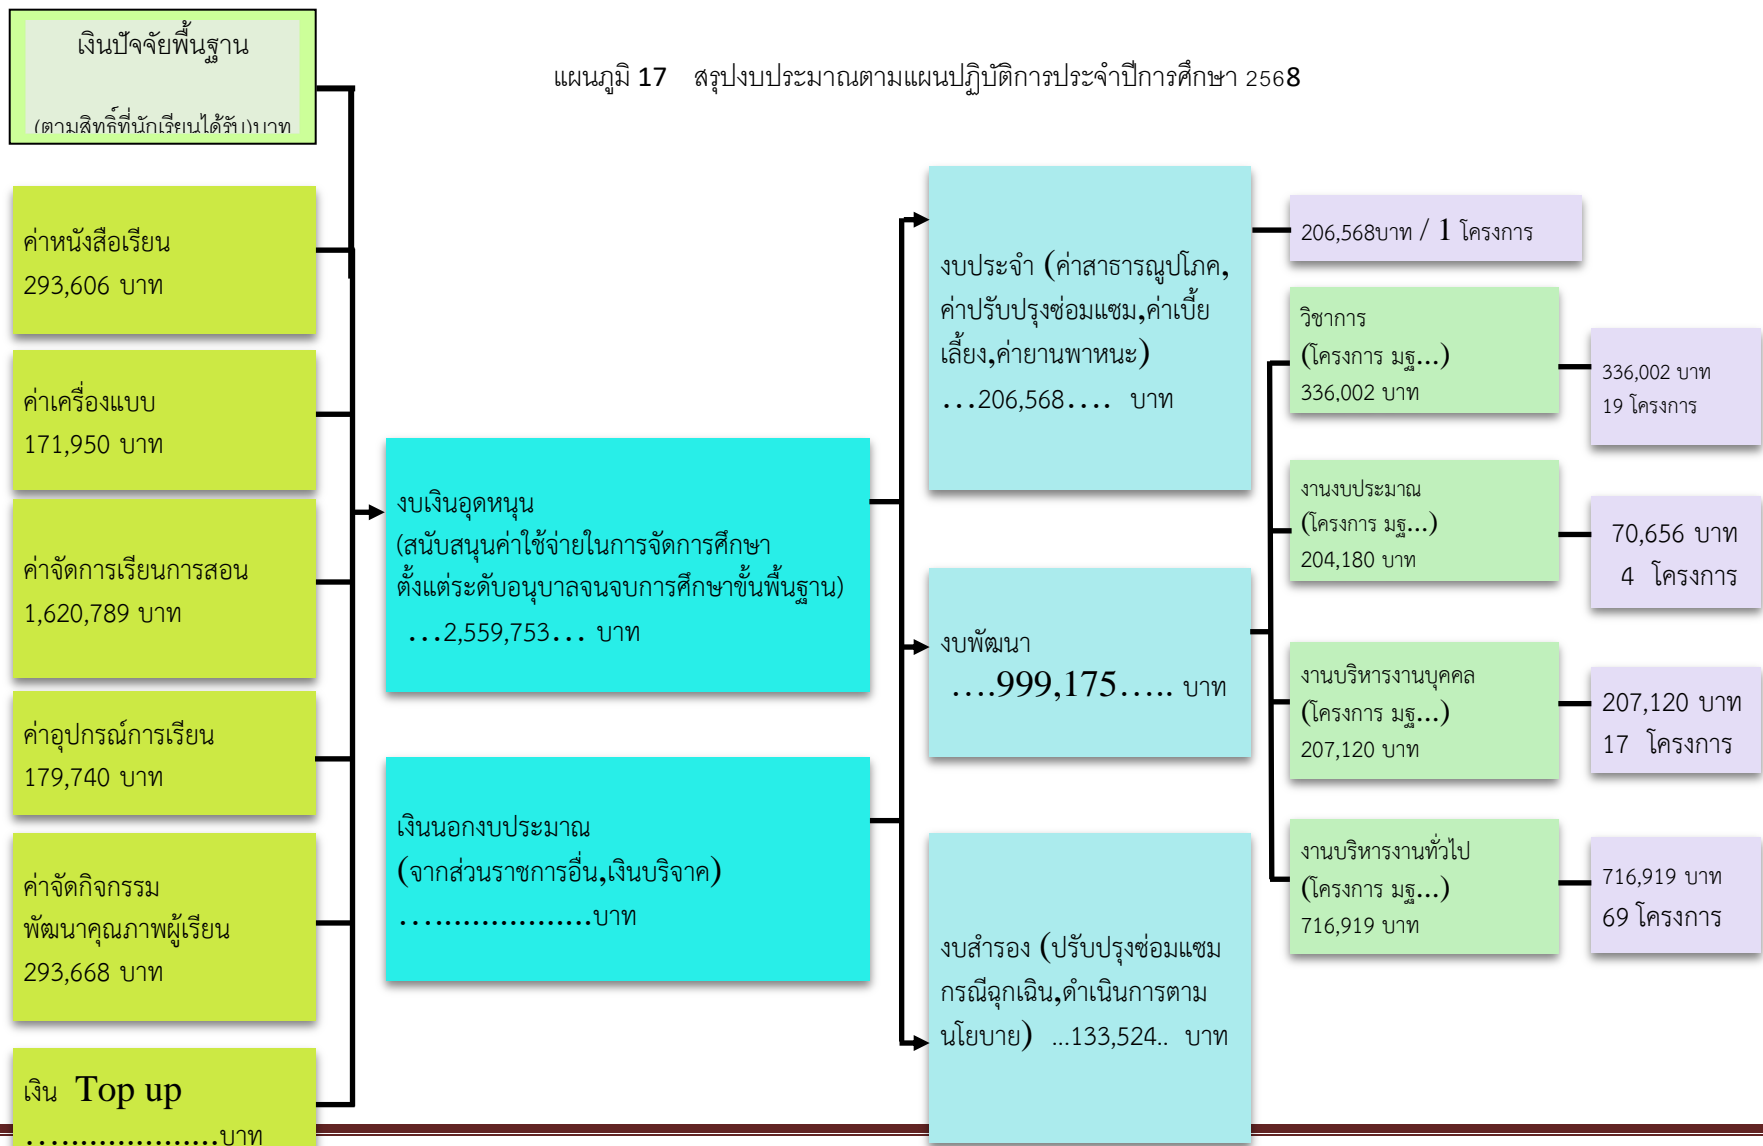 เงินปัจจัยพื้นฐาน
(ตามสิทธิ์ที่นักเรียนได้รับ)บาท
แผนภูมิ 17 สรุปงบประมาณตามแผนปฏิบัติการประจำปีการศึกษา 2568
ค่าหนังสือเรียน
293,606 บาท
ค่าเครื่องแบบ
171,950 บาท
ค่าจัดการเรียนการสอน
1,620,789 บาท
ค่าอุปกรณ์การเรียน
179,740 บาท
ค่าจัดกิจกรรม
พัฒนาคุณภาพผู้เรียน
293,668 บาท
เงิน Top up
....................บาท
งบเงินอุดหนุน
(สนับสนุนค่าใช้จ่ายในการจัดการศึกษา
ตั้งแต่ระดับอนุบาลจนจบการศึกษาขั้นพื้นฐาน)
...2,559,753... บาท
เงินนอกงบประมาณ
(จากส่วนราชการอื่น,เงินบริจาค)
....................บาท
งบประจำ (ค่าสาธารณูปโภค,
ค่าปรับปรุงซ่อมแซม,ค่าเบี้ย
เลี้ยง,ค่ายานพาหนะ)
...206,568.... บาท
งบพัฒนา
....999,175..... บาท
งบสำรอง (ปรับปรุงซ่อมแซม
กรณีฉุกเฉิน,ดำเนินการตาม
นโยบาย) ...133,524.. บาท
206,568บาท / 1 โครงการ
วิชาการ
(โครงการ มฐ...)
336,002 บาท
336,002 บาท
19 โครงการ
งานงบประมาณ
(โครงการ มฐ...)
204,180 บาท
70,656 บาท
4 โครงการ
งานบริหารงานบุคคล
(โครงการ มฐ...)
207,120 บาท
207,120 บาท
17 โครงการ
งานบริหารงานทั่วไป
(โครงการ มฐ...)
716,919 บาท
716,919 บาท
69 โครงการ